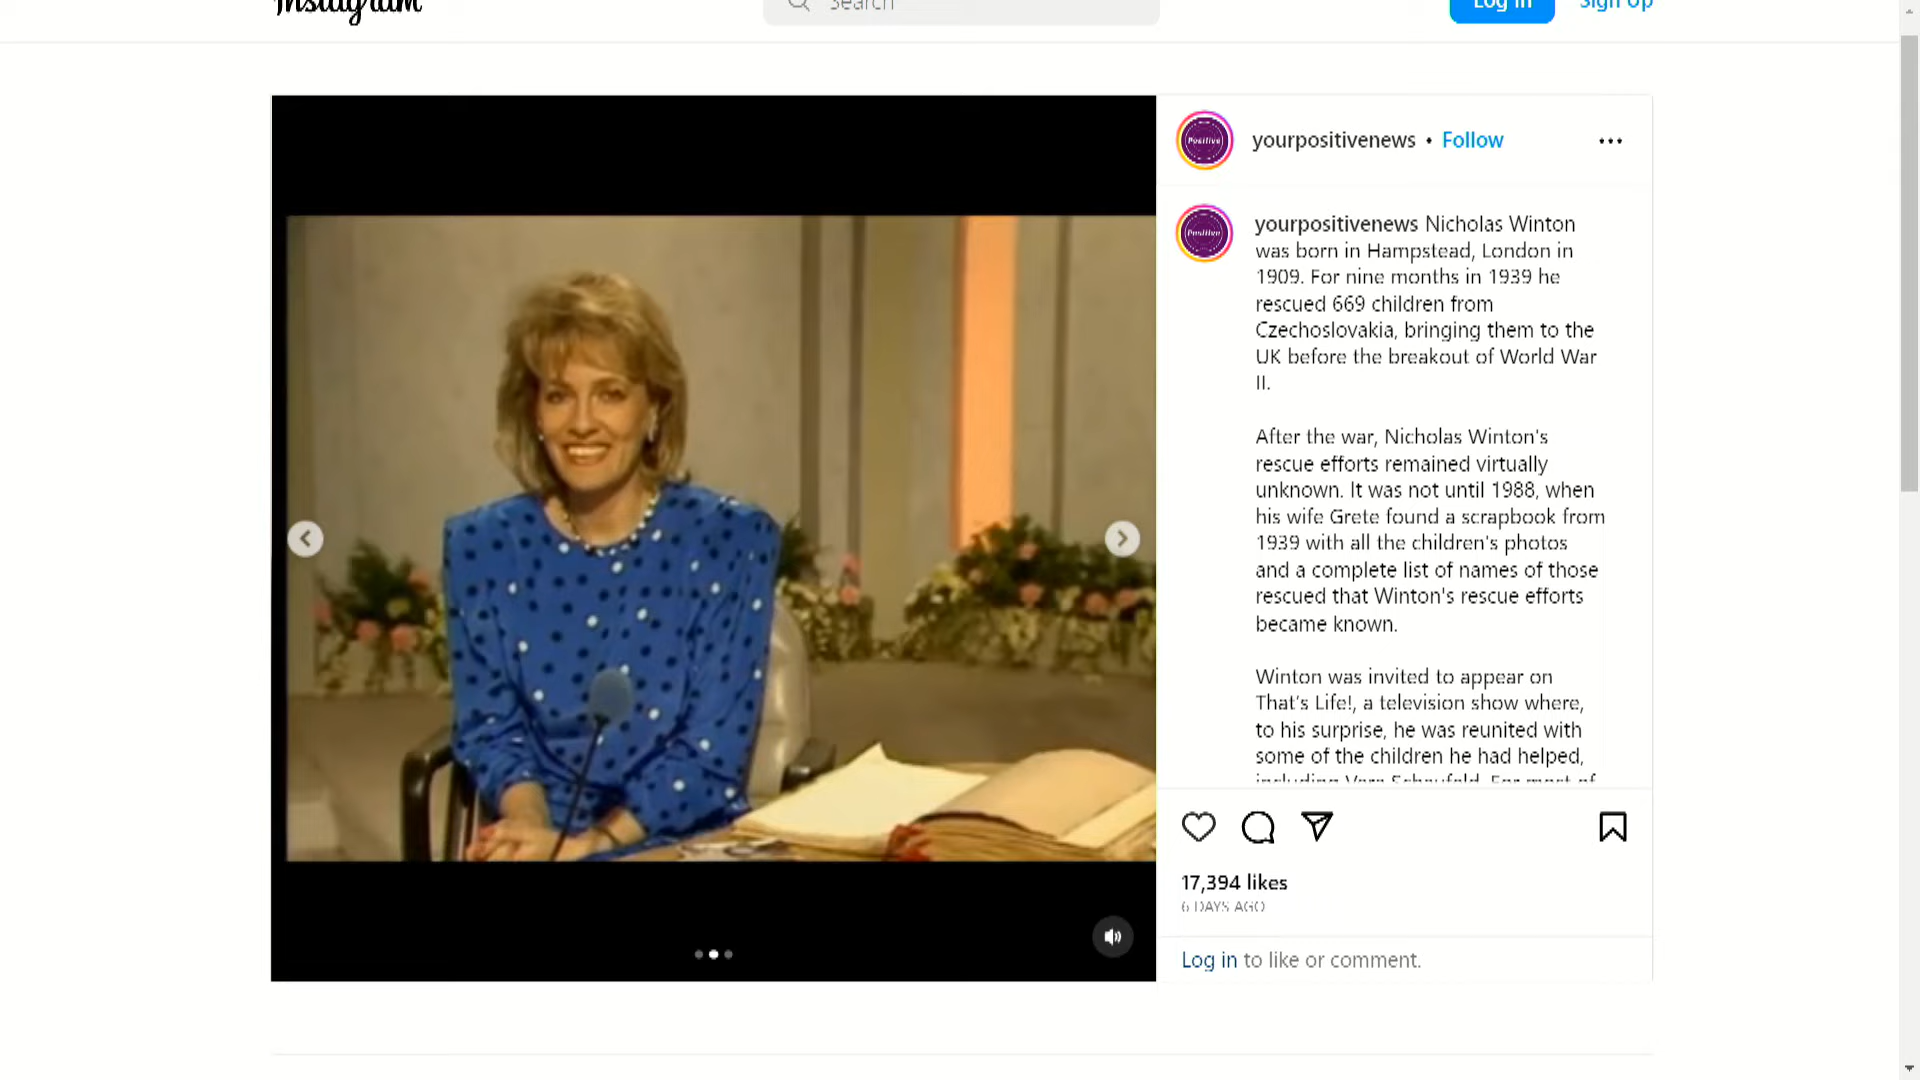 Instagram
Search
Log In
Sign Up
Positive
yourpositivenews • Follow
Positive
yourpositivenews Nicholas Winton
was born in Hampstead, London in
1909. For nine months in 1939 he
rescued 669 children from
Czechoslovakia, bringing them to the
UK before the breakout of World War
II.
After the war, Nicholas Winton's
rescue efforts remained virtually
unknown. It was not until 1988, when
his wife Grete found a scrapbook from
1939 with all the children's photos
and a complete list of names of those
rescued that Winton's rescue efforts
became known.
Winton was invited to appear on
That's Life!, a television show where,
to his surprise, he was reunited with
some of the children he had helped,
17,394 likes
6 DAYS AGO
Log in to like or comment.